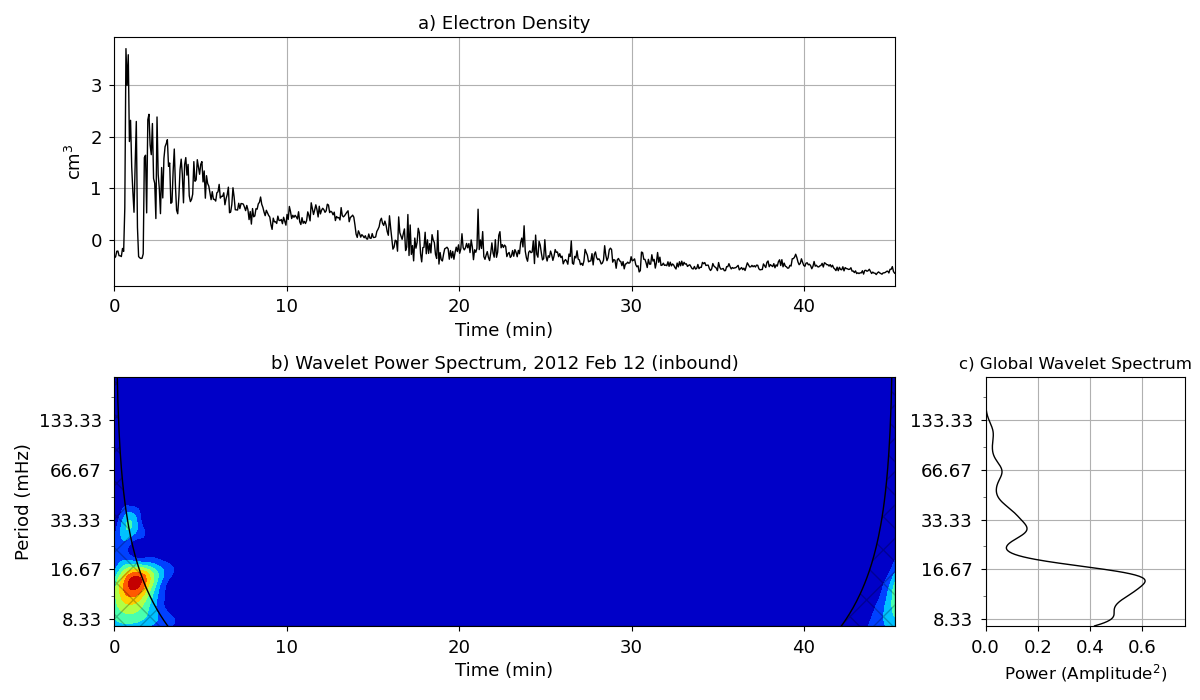 a) Electron Density
cm³
3
2
1
0
0 10 20 30 40
Time (min)
b) Wavelet Power Spectrum, 2012 Feb 12 (inbound)
Period (mHz)
133.33
66.67
33.33
16.67
8.33
0 10 20 30 40
Time (min)
c) Global Wavelet Spectrum
133.33
66.67
33.33
16.67
8.33
0.0 0.2 0.4 0.6
Power (Amplitude²)